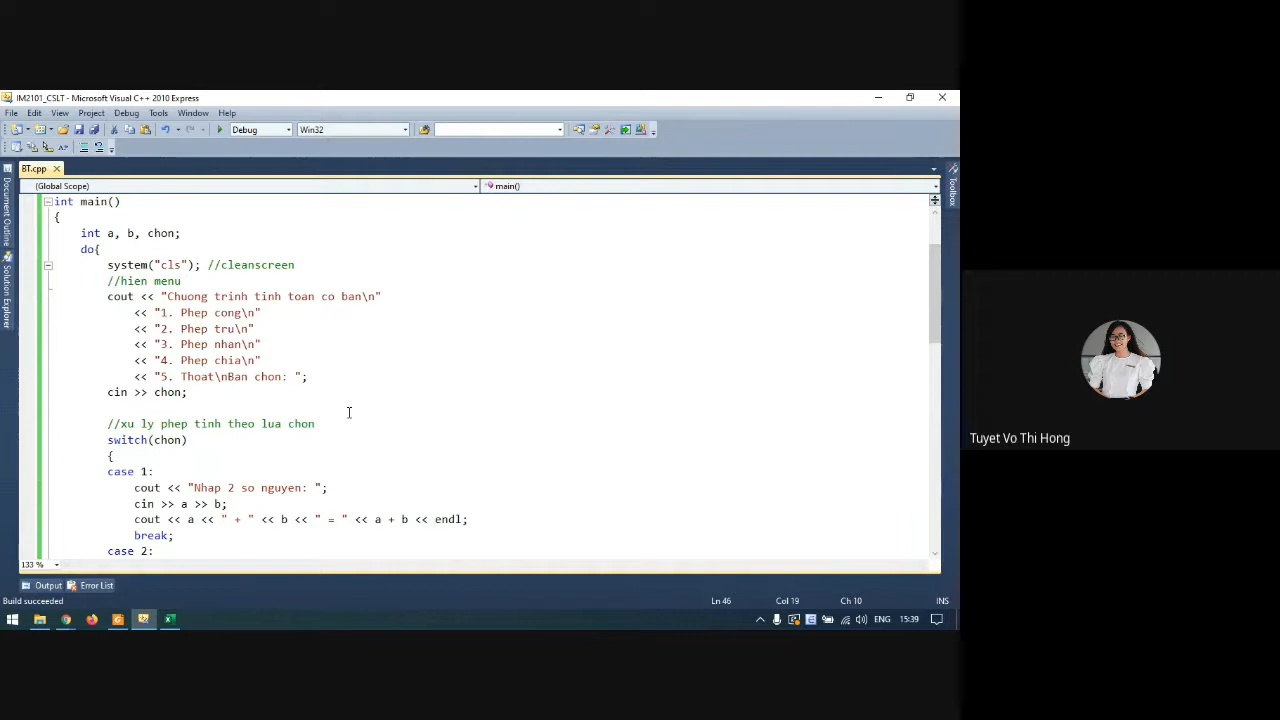 IM2101_CSLT - Microsoft Visual C++ 2010 Express
File Edit View Project Debug Tools Window Help
Debug Win32
BT.cpp
(Global Scope) main()
Document Outline
Solution Explorer
Toolbox
int main()
{
int a, b, chon;
do{
system("cls"); //cleanscreen
//hien menu
cout << "Chuong trinh tinh toan co ban\n"
<< "1. Phep cong\n"
<< "2. Phep tru\n"
<< "3. Phep nhan\n"
<< "4. Phep chia\n"
<< "5. Thoat\nBan chon: ";
cin >> chon;
//xu ly phep tinh theo lua chon
switch(chon)
{
case 1:
cout << "Nhap 2 so nguyen: ";
cin >> a >> b;
cout << a << " + " << b << " = " << a + b << endl;
break;
case 2:
133 %
Output Error List
Build succeeded Ln 46 Col 19 Ch 10 INS
ENG 15:39
Tuyet Vo Thi Hong